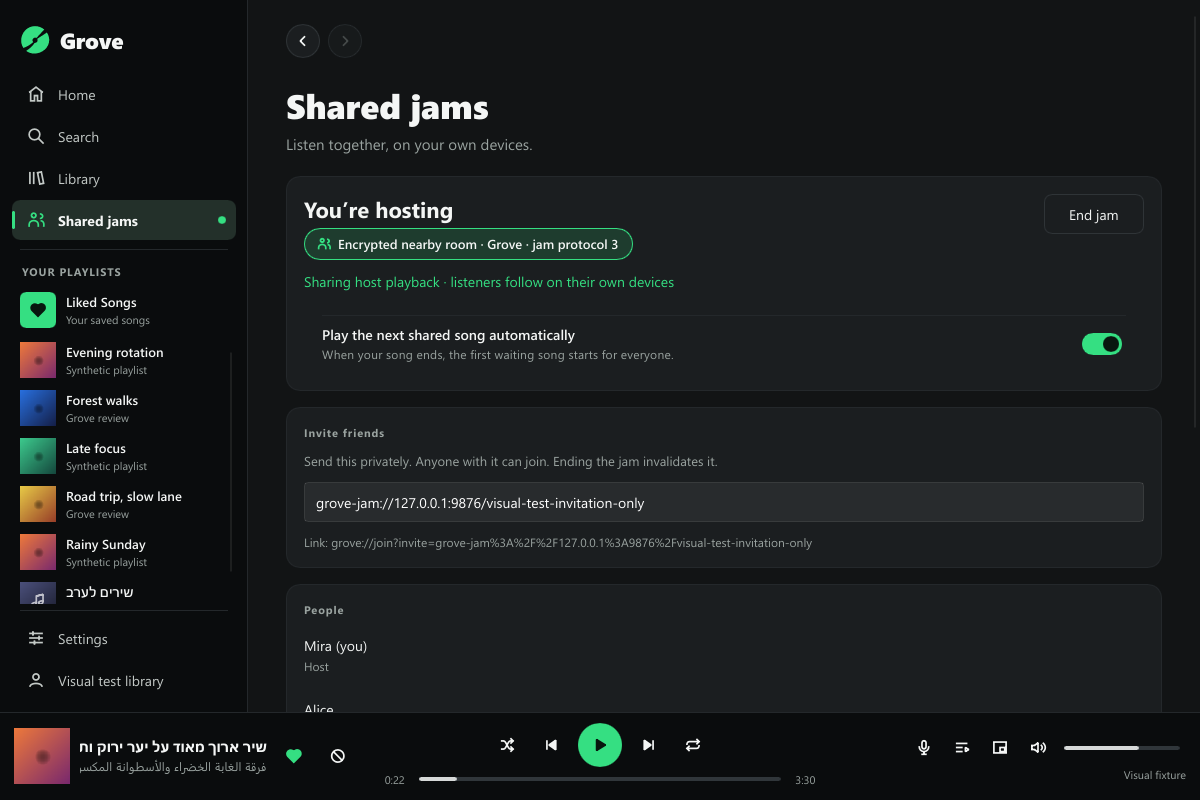 Grove
Home
Search
Library
Shared jams
YOUR PLAYLISTS
Liked Songs
Your saved songs
Evening rotation
Synthetic playlist
Forest walks
Grove review
Late focus
Synthetic playlist
Road trip, slow lane
Grove review
Rainy Sunday
Synthetic playlist
שירים לערב
Settings
Visual test library
Shared jams
Listen together, on your own devices.
You’re hosting
End jam
Encrypted nearby room · Grove · jam protocol 3
Sharing host playback · listeners follow on their own devices
Play the next shared song automatically
When your song ends, the first waiting song starts for everyone.
Invite friends
Send this privately. Anyone with it can join. Ending the jam invalidates it.
grove-jam://127.0.0.1:9876/visual-test-invitation-only
Link: grove://join?invite=grove-jam%3A%2F%2F127.0.0.1%3A9876%2Fvisual-test-invitation-only
People
Mira (you)
Host
Alice
שיר ארוך מאוד על יער ירוק
فرقة الغابة الخضراء والأسطوانة
0:22
3:30
Visual fixture